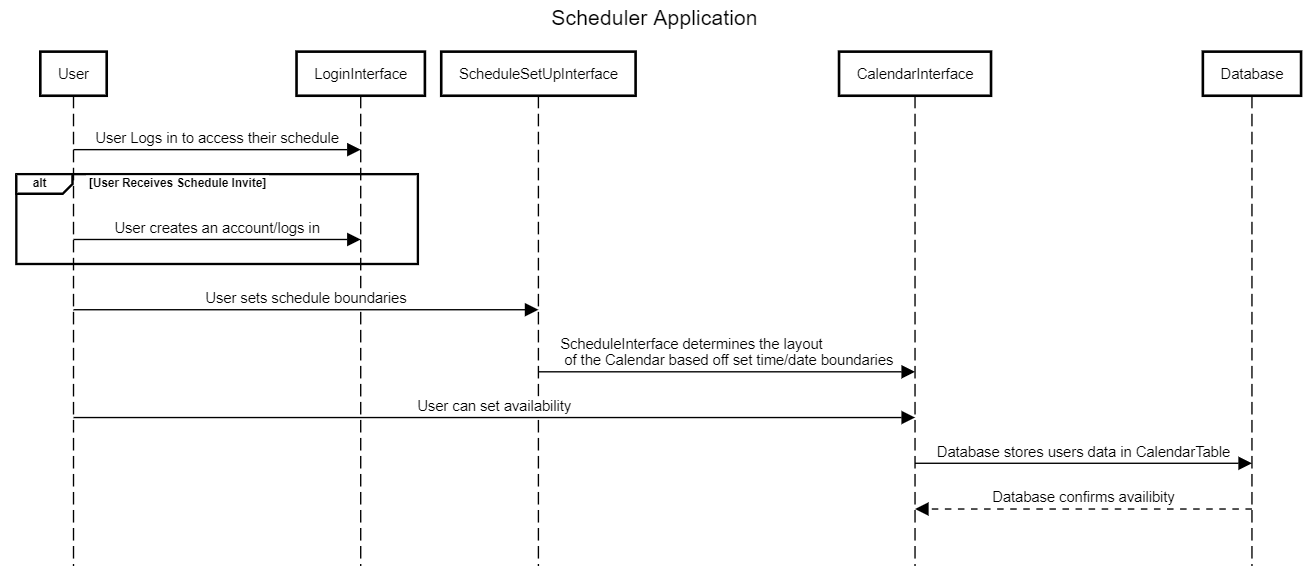 Scheduler Application
User
LoginInterface
ScheduleSetUpInterface
CalendarInterface
Database
User Logs in to access their schedule
alt
[User Receives Schedule Invite]
User creates an account/logs in
User sets schedule boundaries
ScheduleInterface determines the layout
of the Calendar based off set time/date boundaries
User can set availability
Database stores users data in CalendarTable
Database confirms availibity